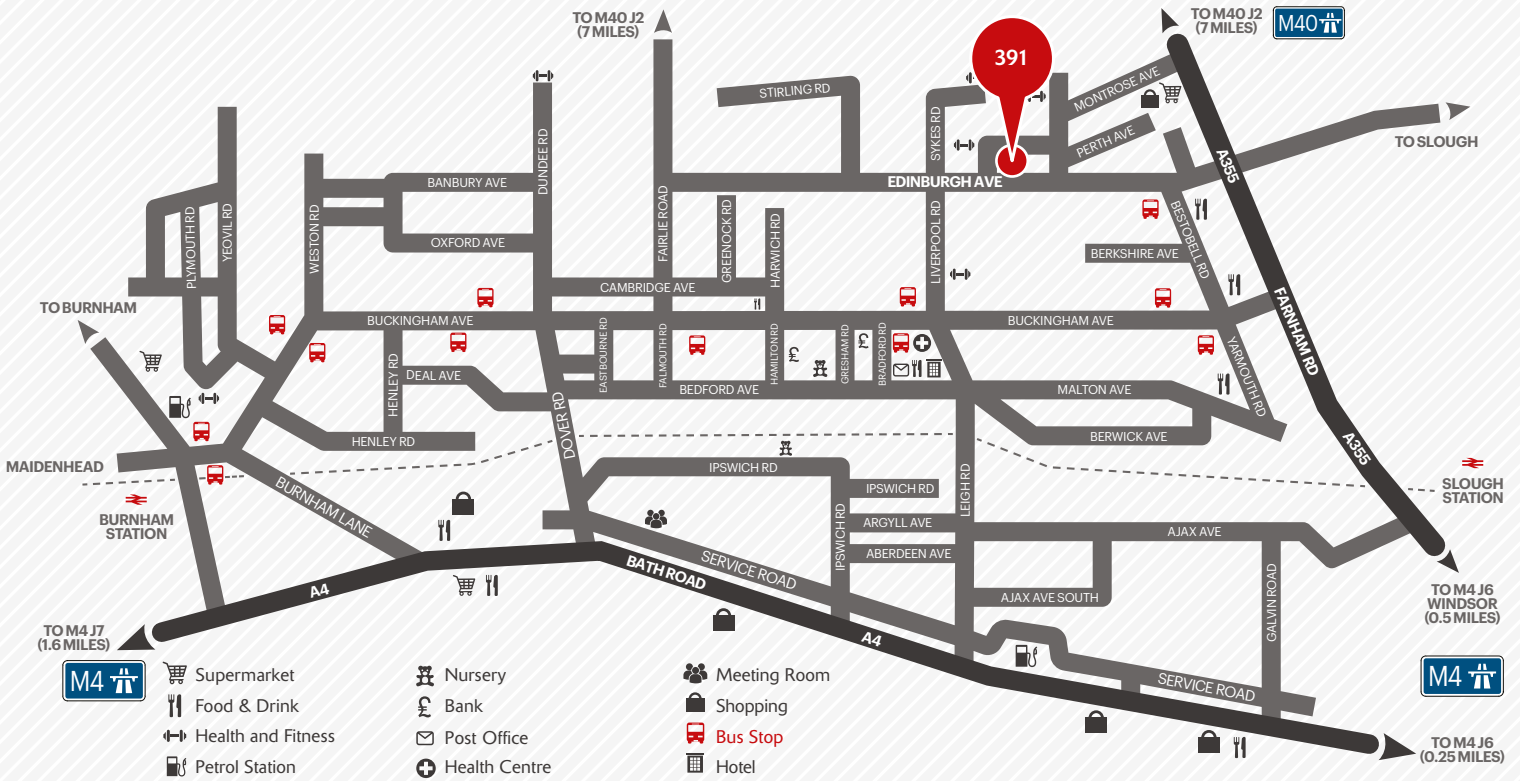 TO M40 J2
(7 MILES)
TO M40 J2
(7 MILES)
M40
391
STIRLING RD
MONTROSE AVE
PERTH AVE
SYKES RD
A355
TO SLOUGH
DUNDEE RD
BANBURY AVE
EDINBURGH AVE
FAIRLIE ROAD
PLYMOUTH RD
YEOVIL RD
WESTON RD
OXFORD AVE
GREENOCK RD
HARWICH RD
LIVERPOOL RD
BESTOBELL RD
BERKSHIRE AVE
TO BURNHAM
CAMBRIDGE AVE
BUCKINGHAM AVE
BUCKINGHAM AVE
FARNHAM RD
EASTBOURNE RD
FALMOUTH RD
HAMILTON RD
GRESHAM RD
BRADFORD RD
YARMOUTH RD
HENLEY RD
DEAL AVE
BEDFORD AVE
MALTON AVE
DOVER RD
HENLEY RD
BERWICK AVE
A355
MAIDENHEAD
IPSWICH RD
IPSWICH RD
LEIGH RD
SLOUGH
STATION
BURNHAM
STATION
BURNHAM LANE
ARGYLL AVE
AJAX AVE
IPSWICH RD
ABERDEEN AVE
SERVICE ROAD
BATH ROAD
A4
AJAX AVE SOUTH
GALVIN ROAD
TO M4 J6
WINDSOR
(0.5 MILES)
TO M4 J7
(1.6 MILES)
A4
M4
M4
SERVICE ROAD
TO M4 J6
(0.25 MILES)
Supermarket
Food & Drink
Health and Fitness
Petrol Station
Nursery
£ Bank
Post Office
Health Centre
Meeting Room
Shopping
Bus Stop
Hotel
£
£